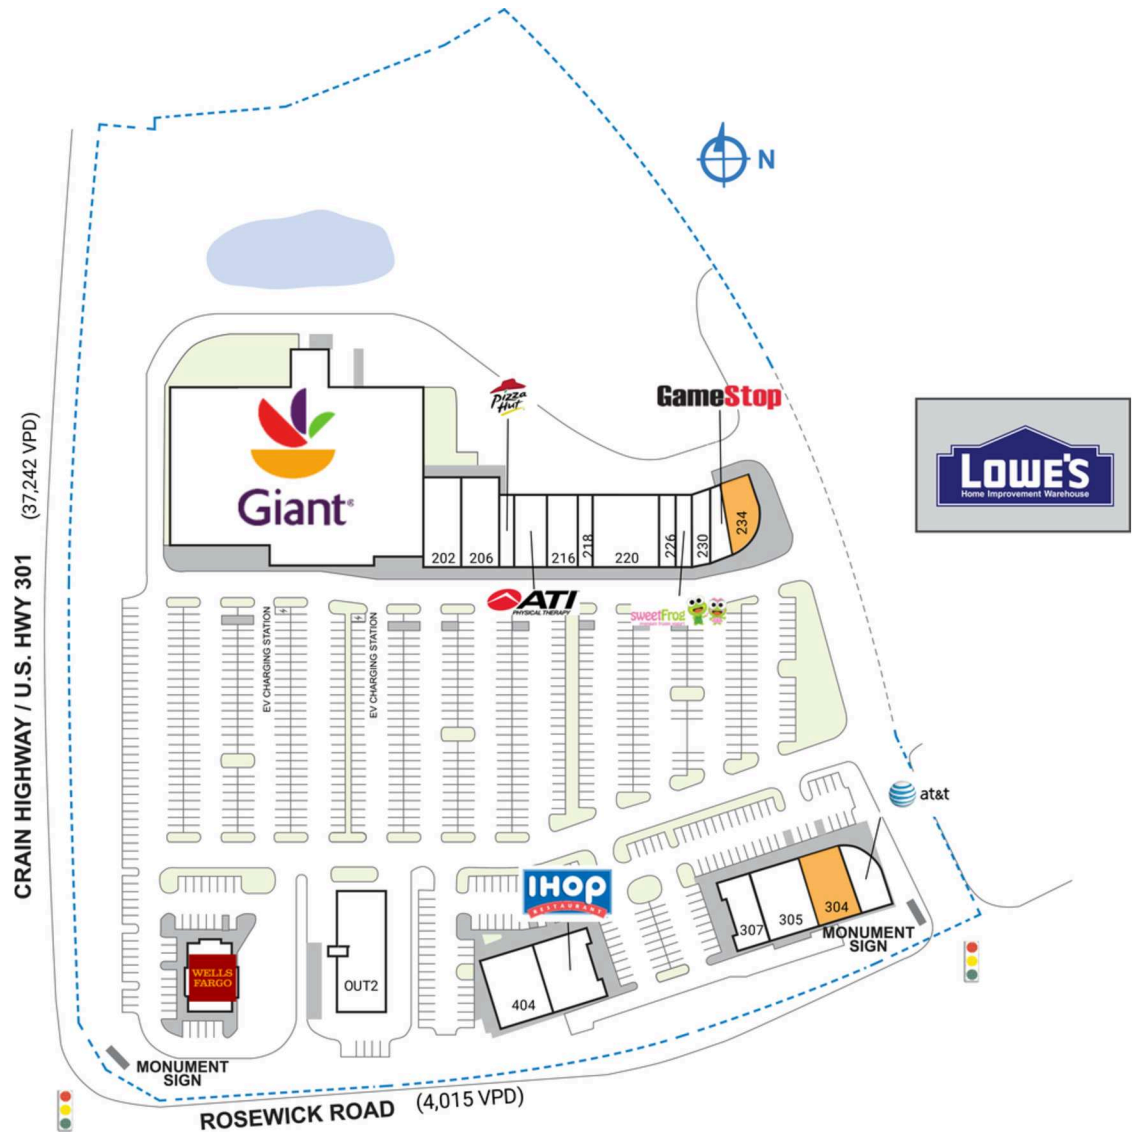 N
Pizza
Hut
GameStop
LOWE'S
Home Improvement Warehouse
Giant
(37,242 VPD)
CRAIN HIGHWAY / U.S. HWY 301
202
206
216
218
220
226
230
234
ATI
PHYSICAL THERAPY
sweetFrog
EV CHARGING STATION
EV CHARGING STATION
at&t
IHOP
RESTAURANT
307
305
304
MONUMENT
SIGN
WELLS
FARGO
OUT2
404
MONUMENT
SIGN
ROSEWICK ROAD
(4,015 VPD)